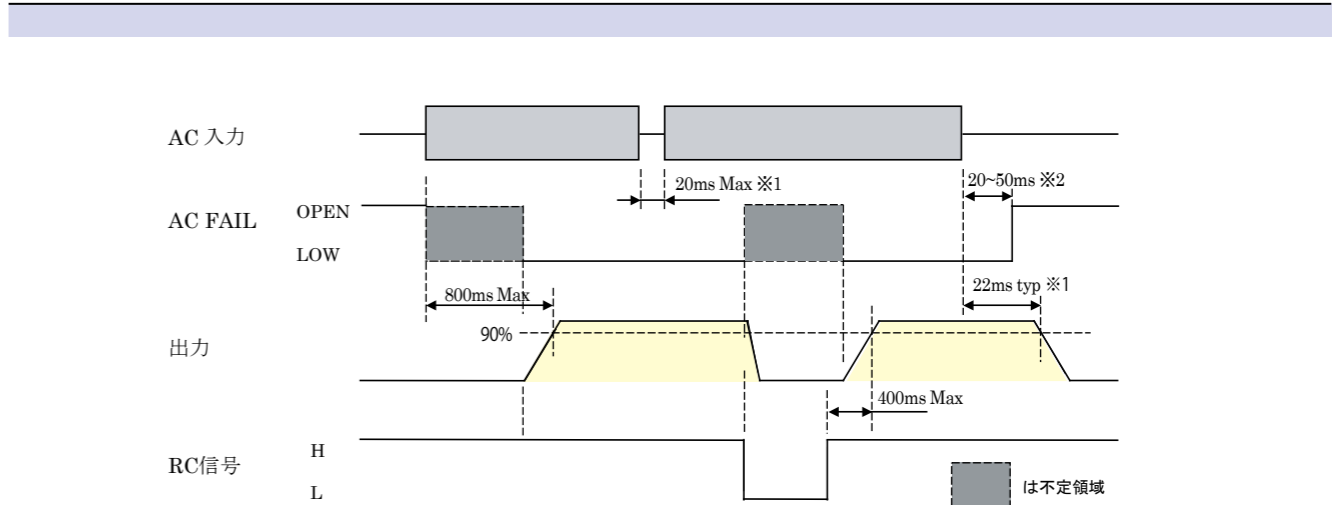 AC 入力
20ms Max ※1
20~50ms ※2
AC FAIL
OPEN
LOW
800ms Max
22ms typ ※1
90%
出力
400ms Max
RC信号
H
L
は不定領域